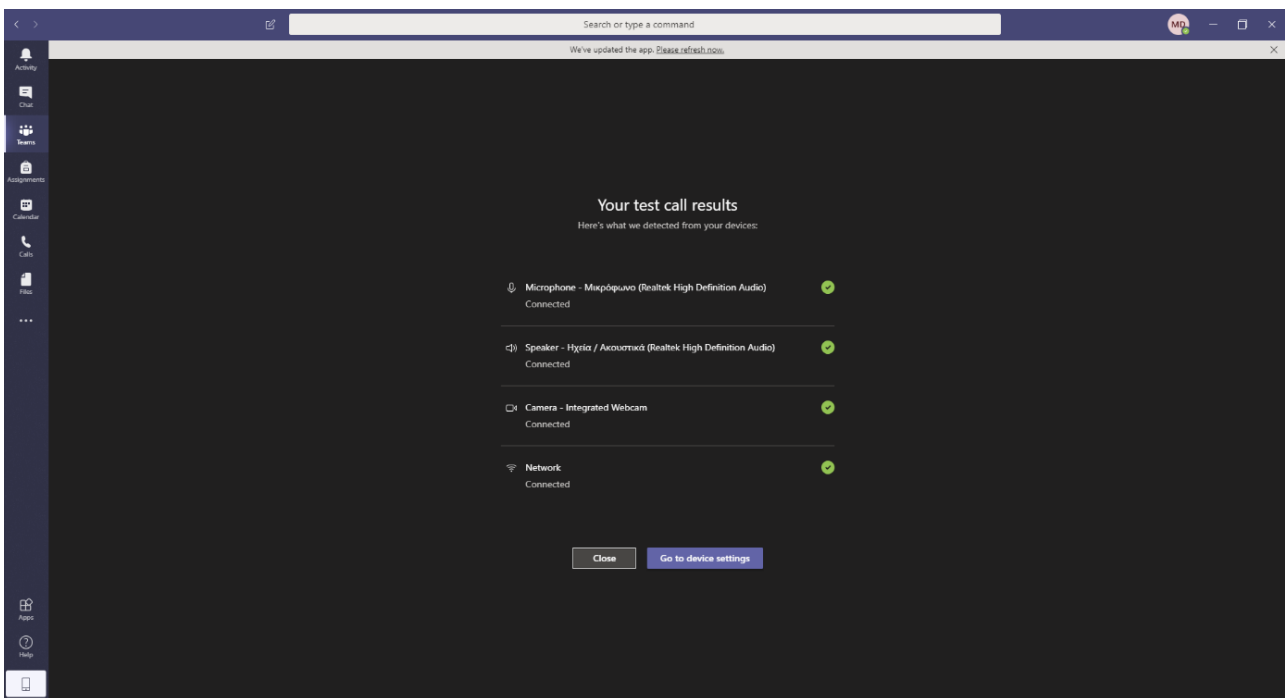 Search or type a command
MD
We've updated the app. Please refresh now.
Activity
Chat
Teams
Assignments
Calendar
Calls
Files
Your test call results
Here's what we detected from your devices:
Microphone - Μικρόφωνο (Realtek High Definition Audio)
Connected
Speaker - Ηχεία / Ακουστικά (Realtek High Definition Audio)
Connected
Camera - Integrated Webcam
Connected
Network
Connected
Close
Go to device settings
Apps
Help